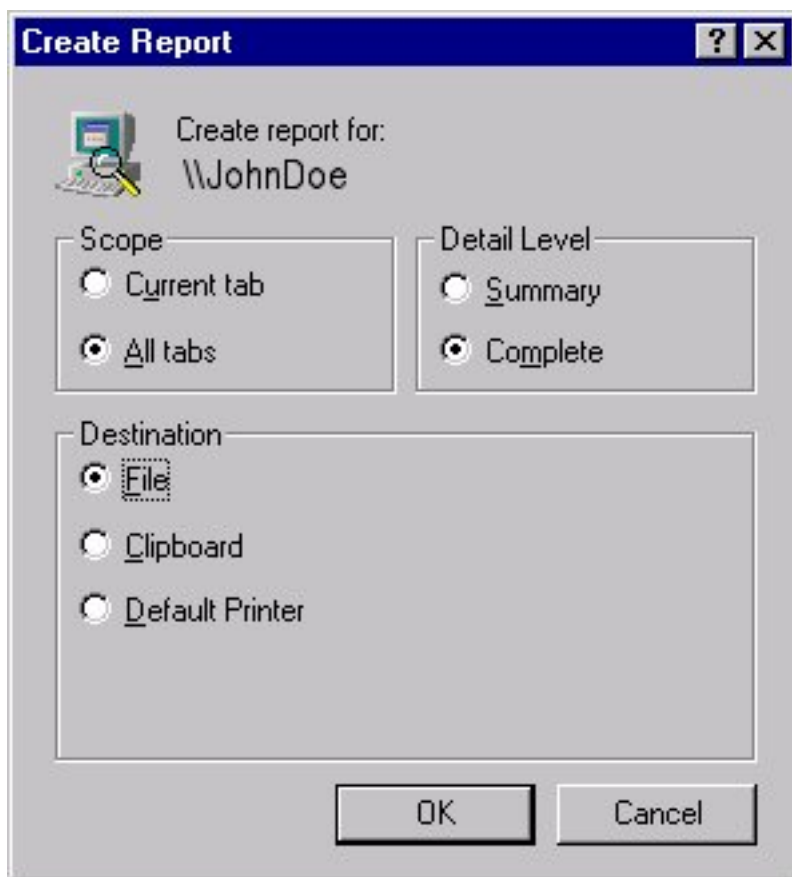 Create Report
Create report for:
\\JohnDoe
Scope
Current tab
All tabs
Detail Level
Summary
Complete
Destination
File
Clipboard
Default Printer
OK
Cancel